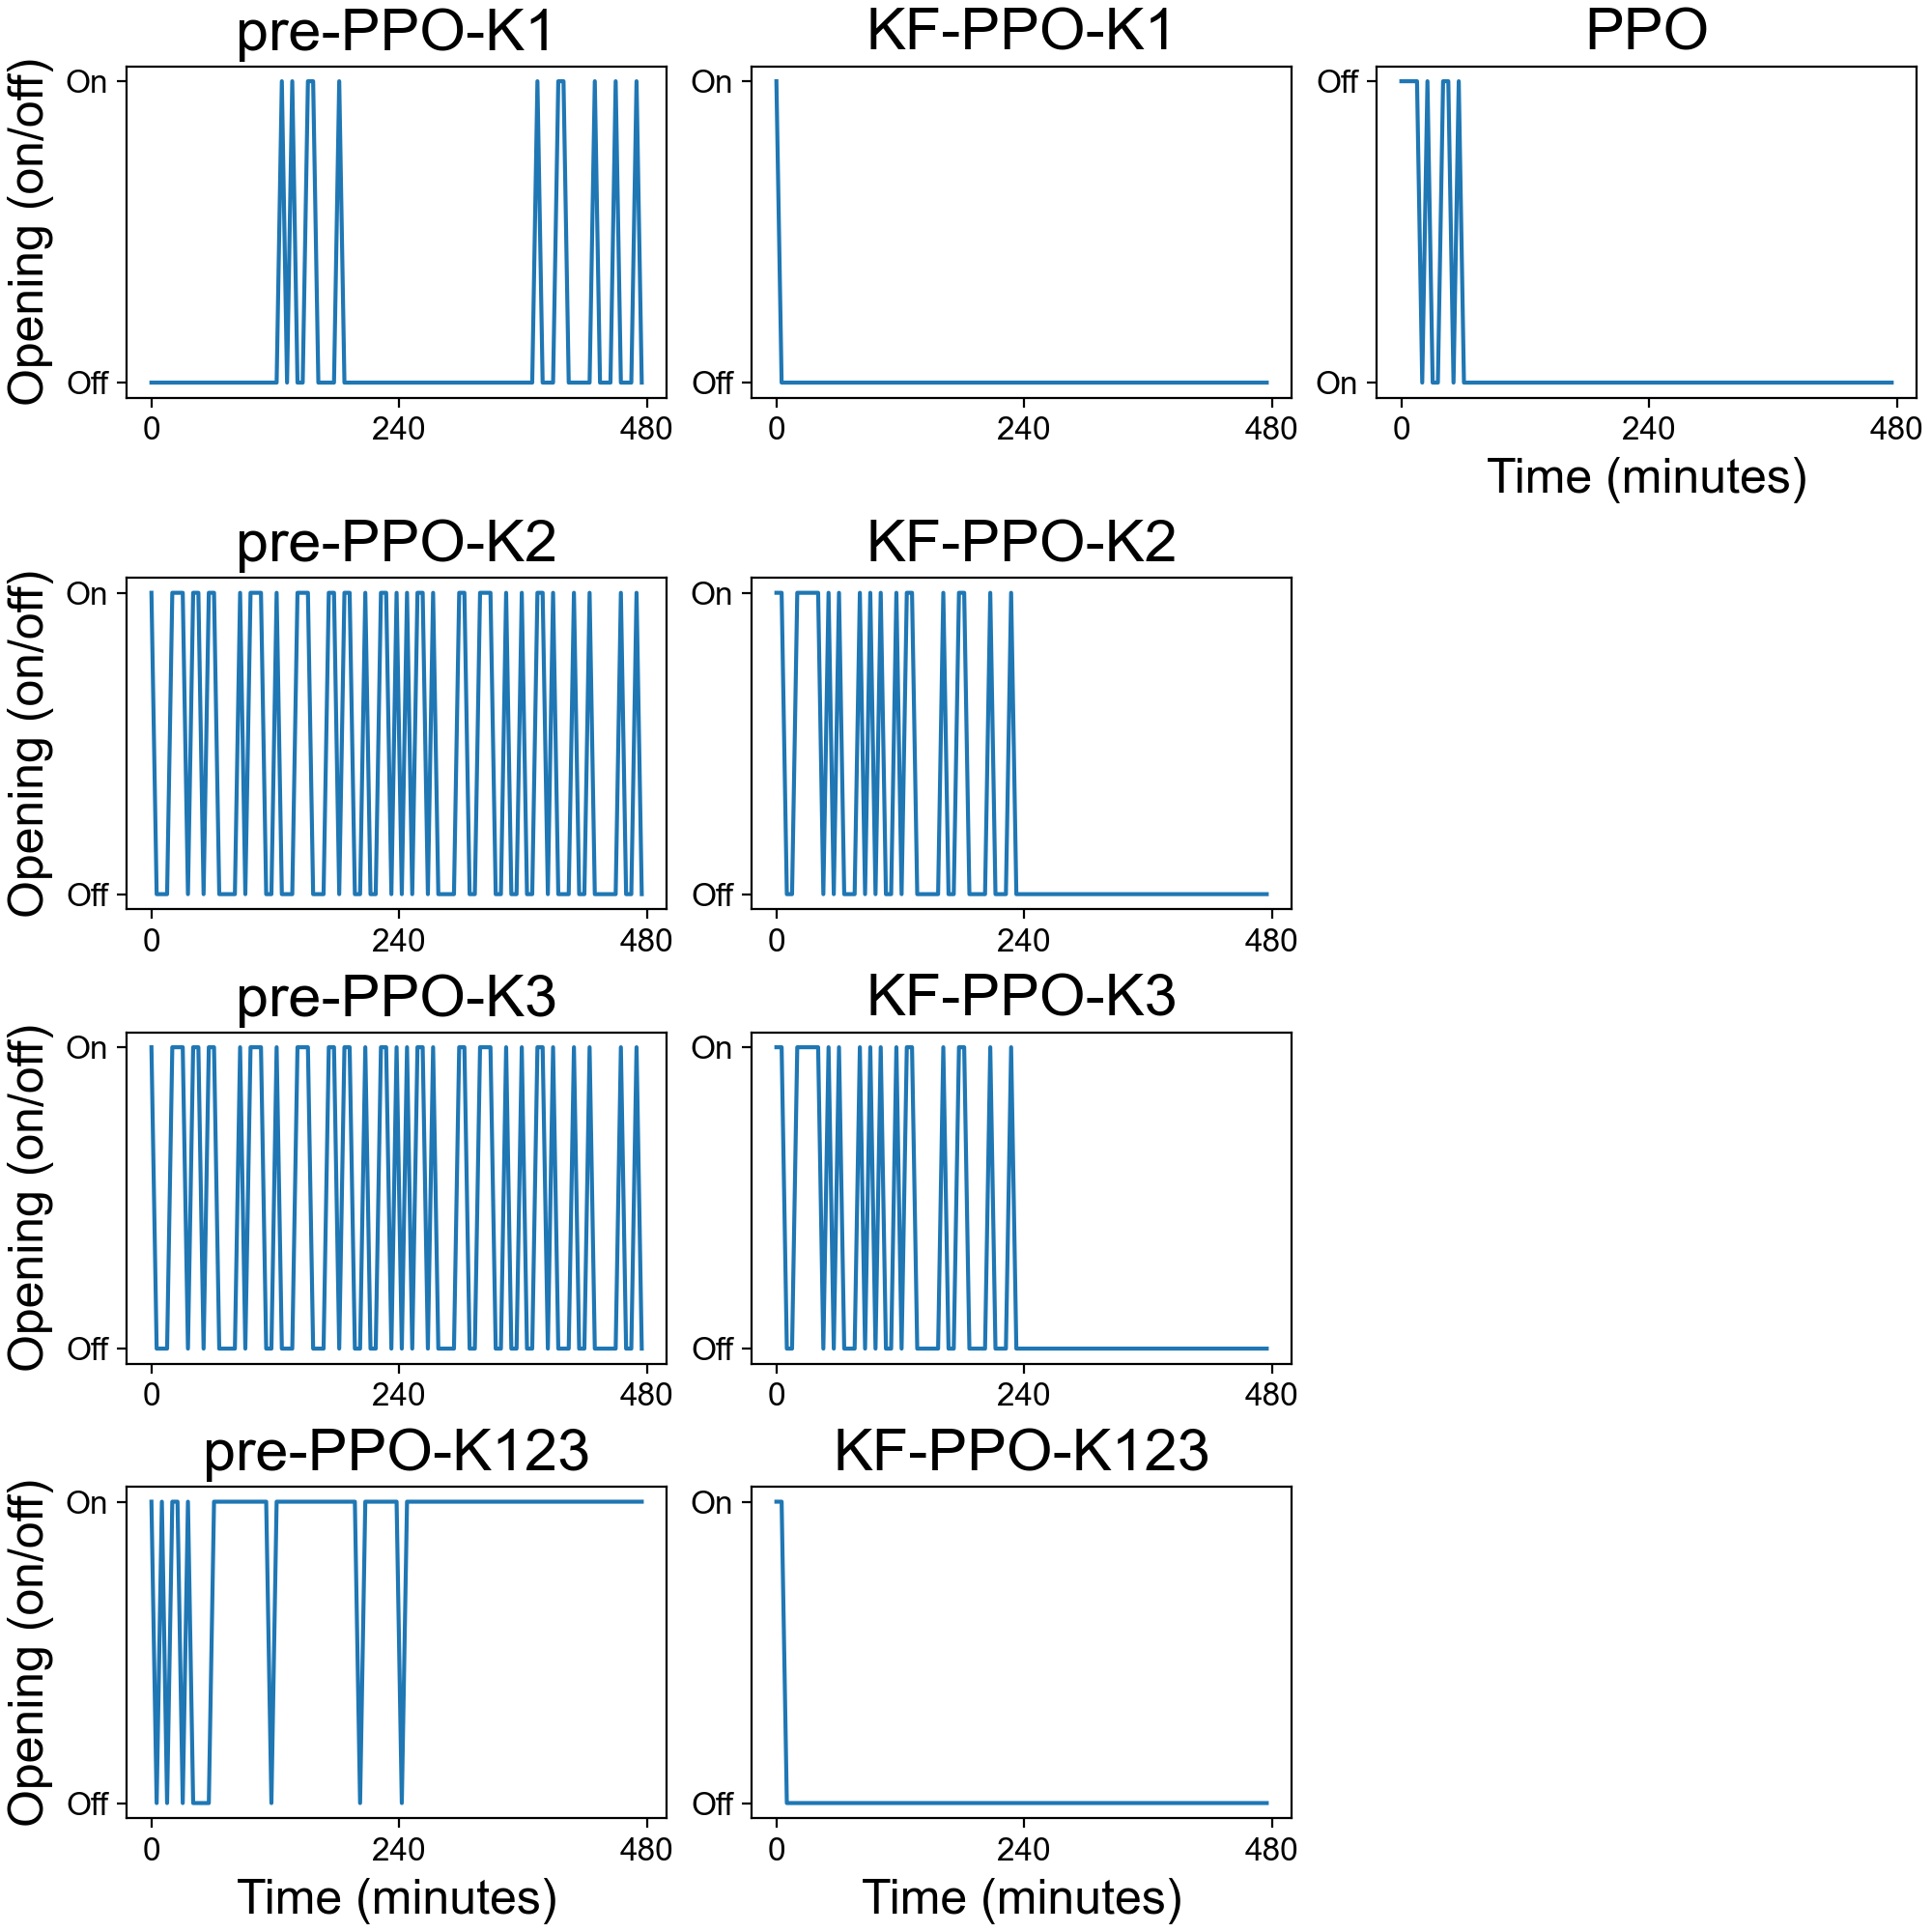 pre-PPO-K1
KF-PPO-K1
PPO
Opening (on/off)
On
Off
0 240 480
On
Off
0 240 480
Off
On
0 240 480
Time (minutes)
pre-PPO-K2
KF-PPO-K2
Opening (on/off)
On
Off
0 240 480
On
Off
0 240 480
pre-PPO-K3
KF-PPO-K3
Opening (on/off)
On
Off
0 240 480
On
Off
0 240 480
pre-PPO-K123
KF-PPO-K123
Opening (on/off)
On
Off
0 240 480
Time (minutes)
On
Off
0 240 480
Time (minutes)